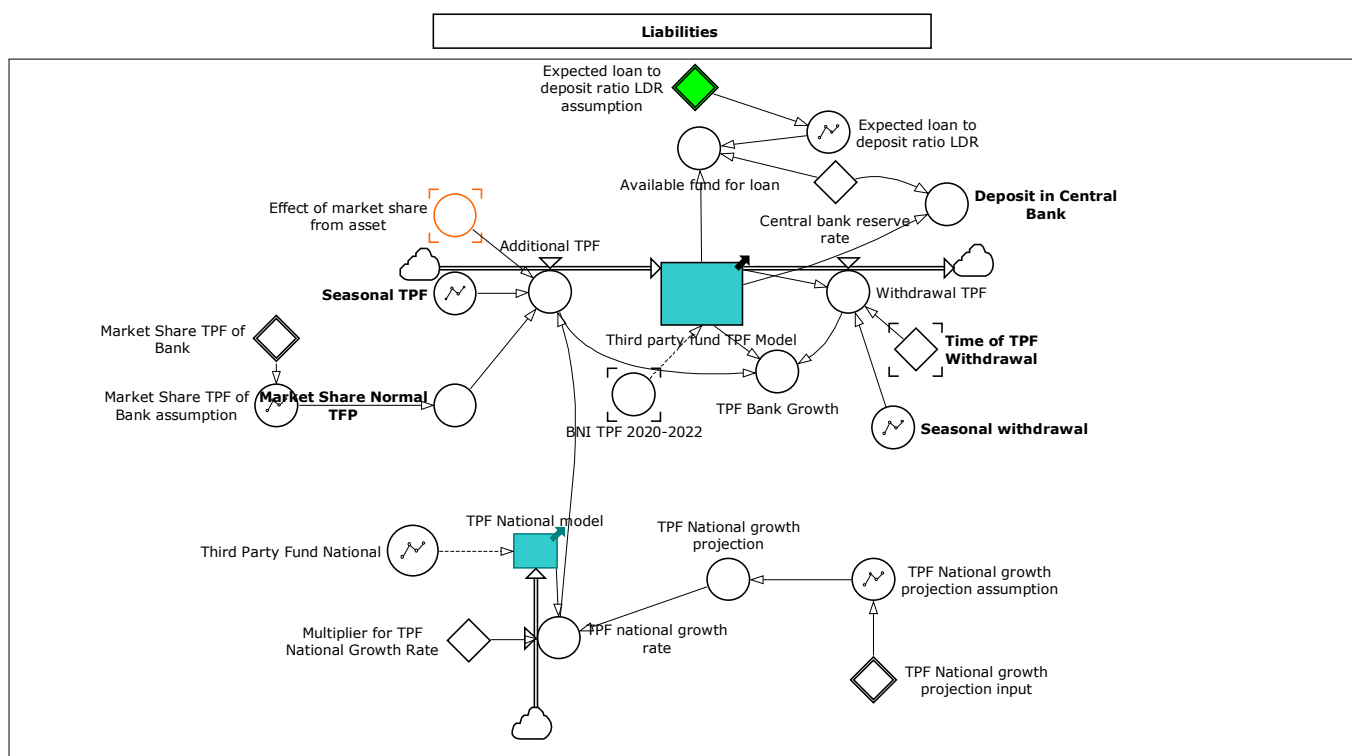 Liabilities
Expected loan to
deposit ratio LDR
assumption
Expected loan to
deposit ratio LDR
Available fund for loan
Deposit in Central
Bank
Effect of market share
from asset
Central bank reserve
rate
Additional TPF
Seasonal TPF
Withdrawal TPF
Market Share TPF of
Bank
Third party fund TPF Model
Time of TPF
Withdrawal
Market Share TPF of
Bank assumption
Market Share Normal
TFP
TPF Bank Growth
BNI TPF 2020-2022
Seasonal withdrawal
TPF National model
TPF National growth
projection
Third Party Fund National
TPF National growth
projection assumption
Multiplier for TPF
National Growth Rate
TPF national growth
rate
TPF National growth
projection input